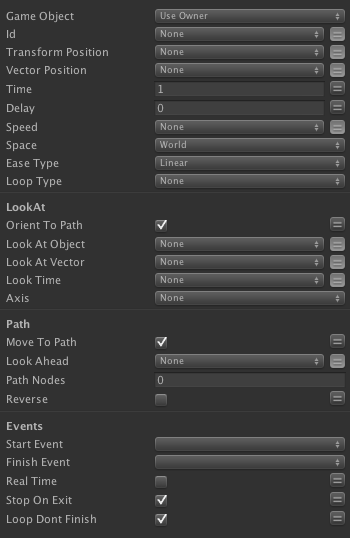 Game Object Use Owner
Id None
Transform Position None
Vector Position None
Time 1
Delay 0
Speed None
Space World
Ease Type Linear
Loop Type None
LookAt
Orient To Path
Look At Object None
Look At Vector None
Look Time None
Axis None
Path
Move To Path
Look Ahead None
Path Nodes 0
Reverse
Events
Start Event
Finish Event
Real Time
Stop On Exit
Loop Dont Finish